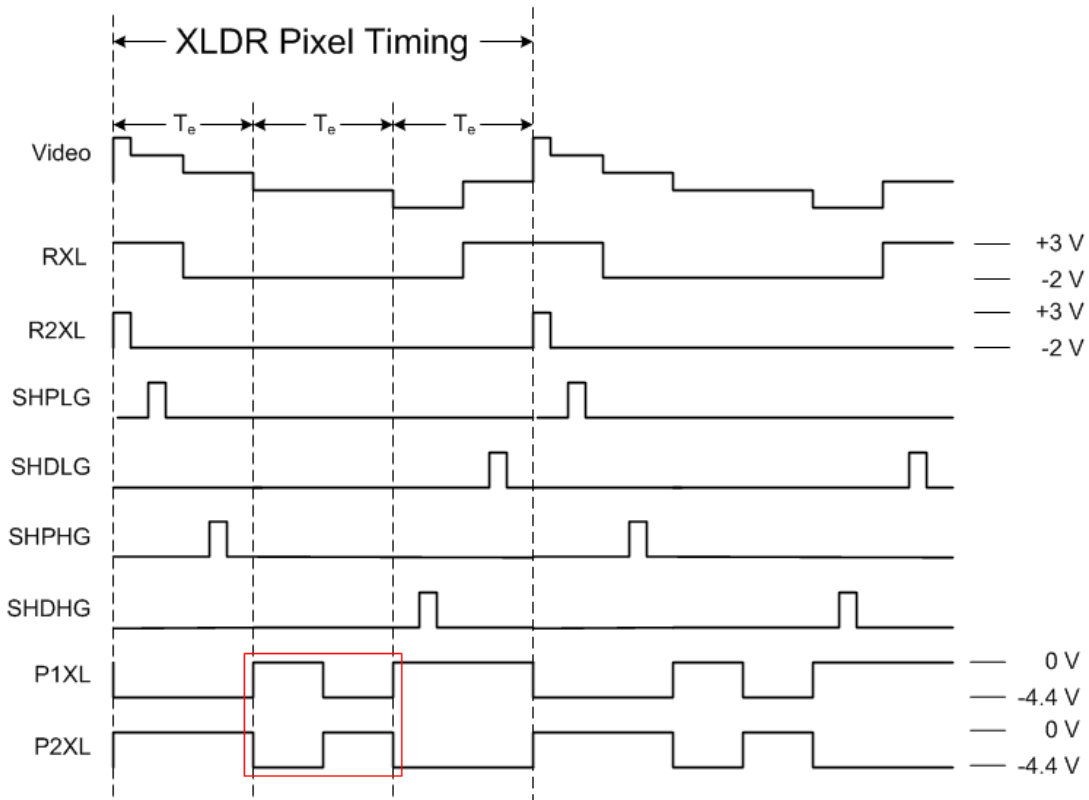 XLDR Pixel Timing
Te Te Te
Video
RXL +3 V
-2 V
R2XL +3 V
-2 V
SHPLG
SHDLG
SHPHG
SHDHG
P1XL 0 V
-4.4 V
P2XL 0 V
-4.4 V